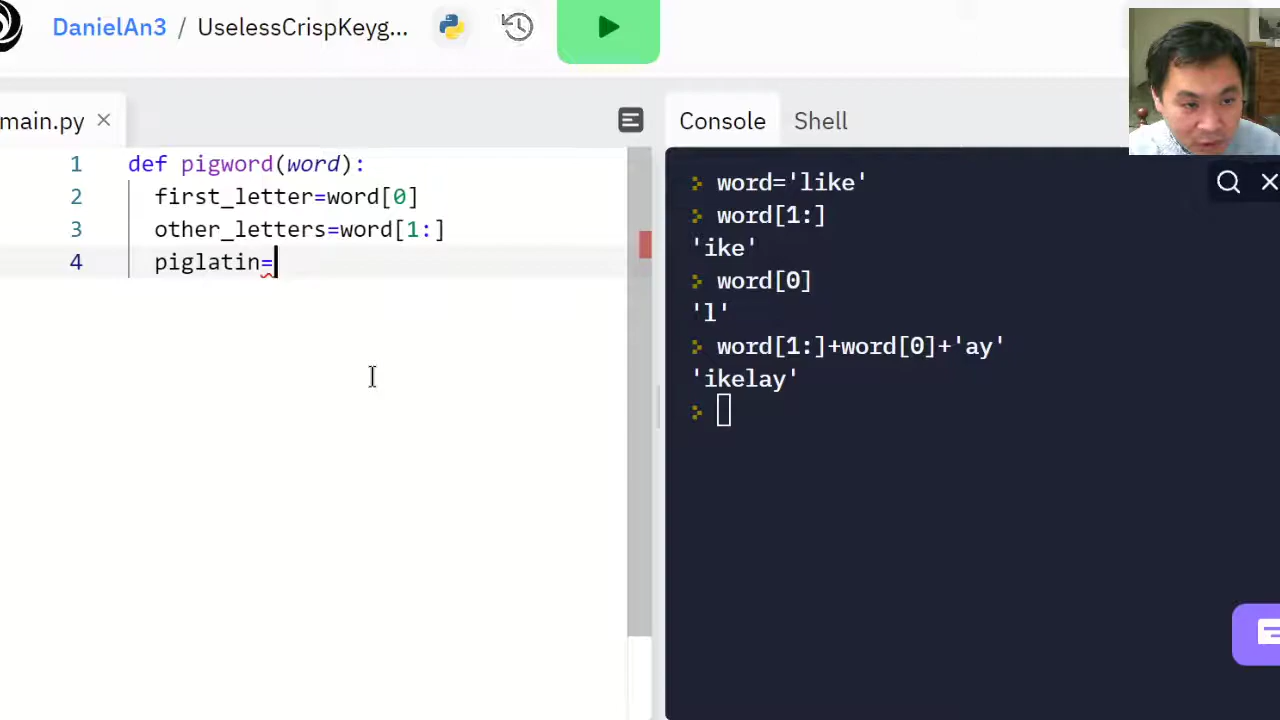 DanielAn3 / UselessCrispKeyg...
main.py
1 def pigword(word):
2 first_letter=word[0]
3 other_letters=word[1:]
4 piglatin=
Console Shell
word='like'
word[1:]
'ike'
word[0]
'l'
word[1:]+word[0]+'ay'
'ikelay'